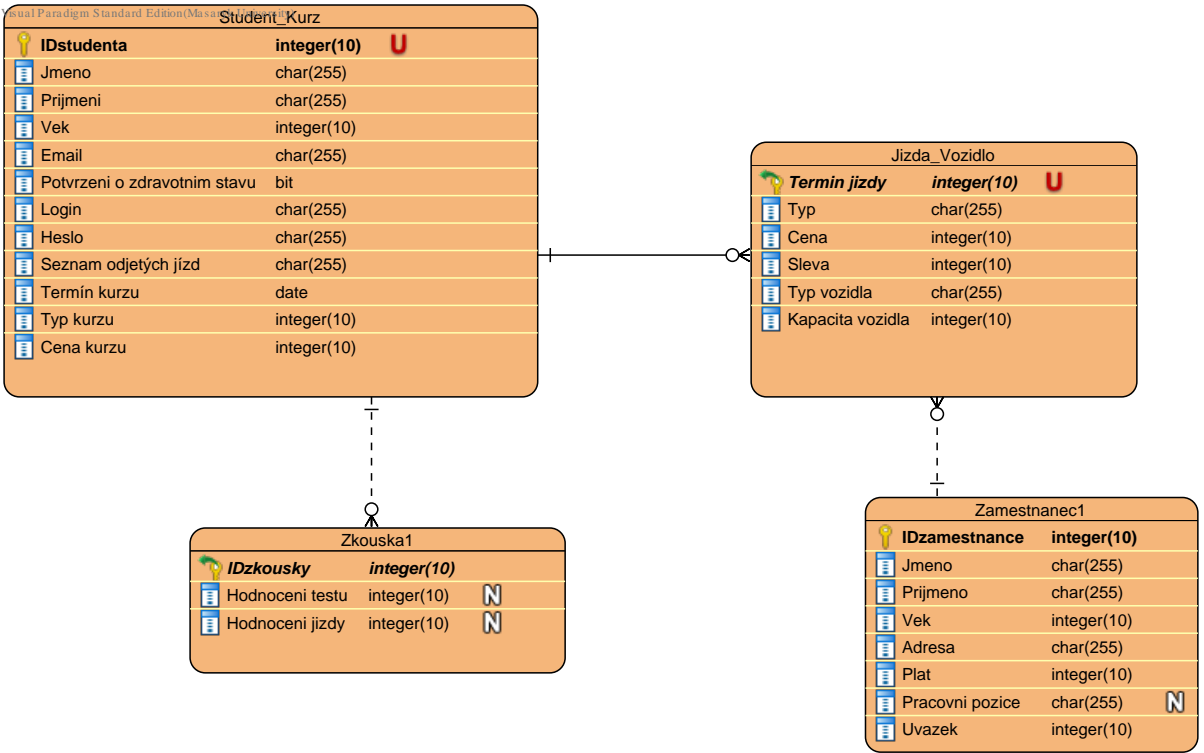 Visual Paradigm Standard Edition(Masaryk University)
Student_Kurz
IDstudenta integer(10) U
Jmeno char(255)
Prijmeni char(255)
Vek integer(10)
Email char(255)
Potvrzeni o zdravotnim stavu bit
Login char(255)
Heslo char(255)
Seznam odjetých jízd char(255)
Termín kurzu date
Typ kurzu integer(10)
Cena kurzu integer(10)
Jizda_Vozidlo
Termin jizdy integer(10) U
Typ char(255)
Cena integer(10)
Sleva integer(10)
Typ vozidla char(255)
Kapacita vozidla integer(10)
Zkouska1
IDzkousky integer(10)
Hodnoceni testu integer(10) N
Hodnoceni jizdy integer(10) N
Zamestnanec1
IDzamestnance integer(10)
Jmeno char(255)
Prijmeno char(255)
Vek integer(10)
Adresa char(255)
Plat integer(10)
Pracovni pozice char(255) N
Uvazek integer(10)